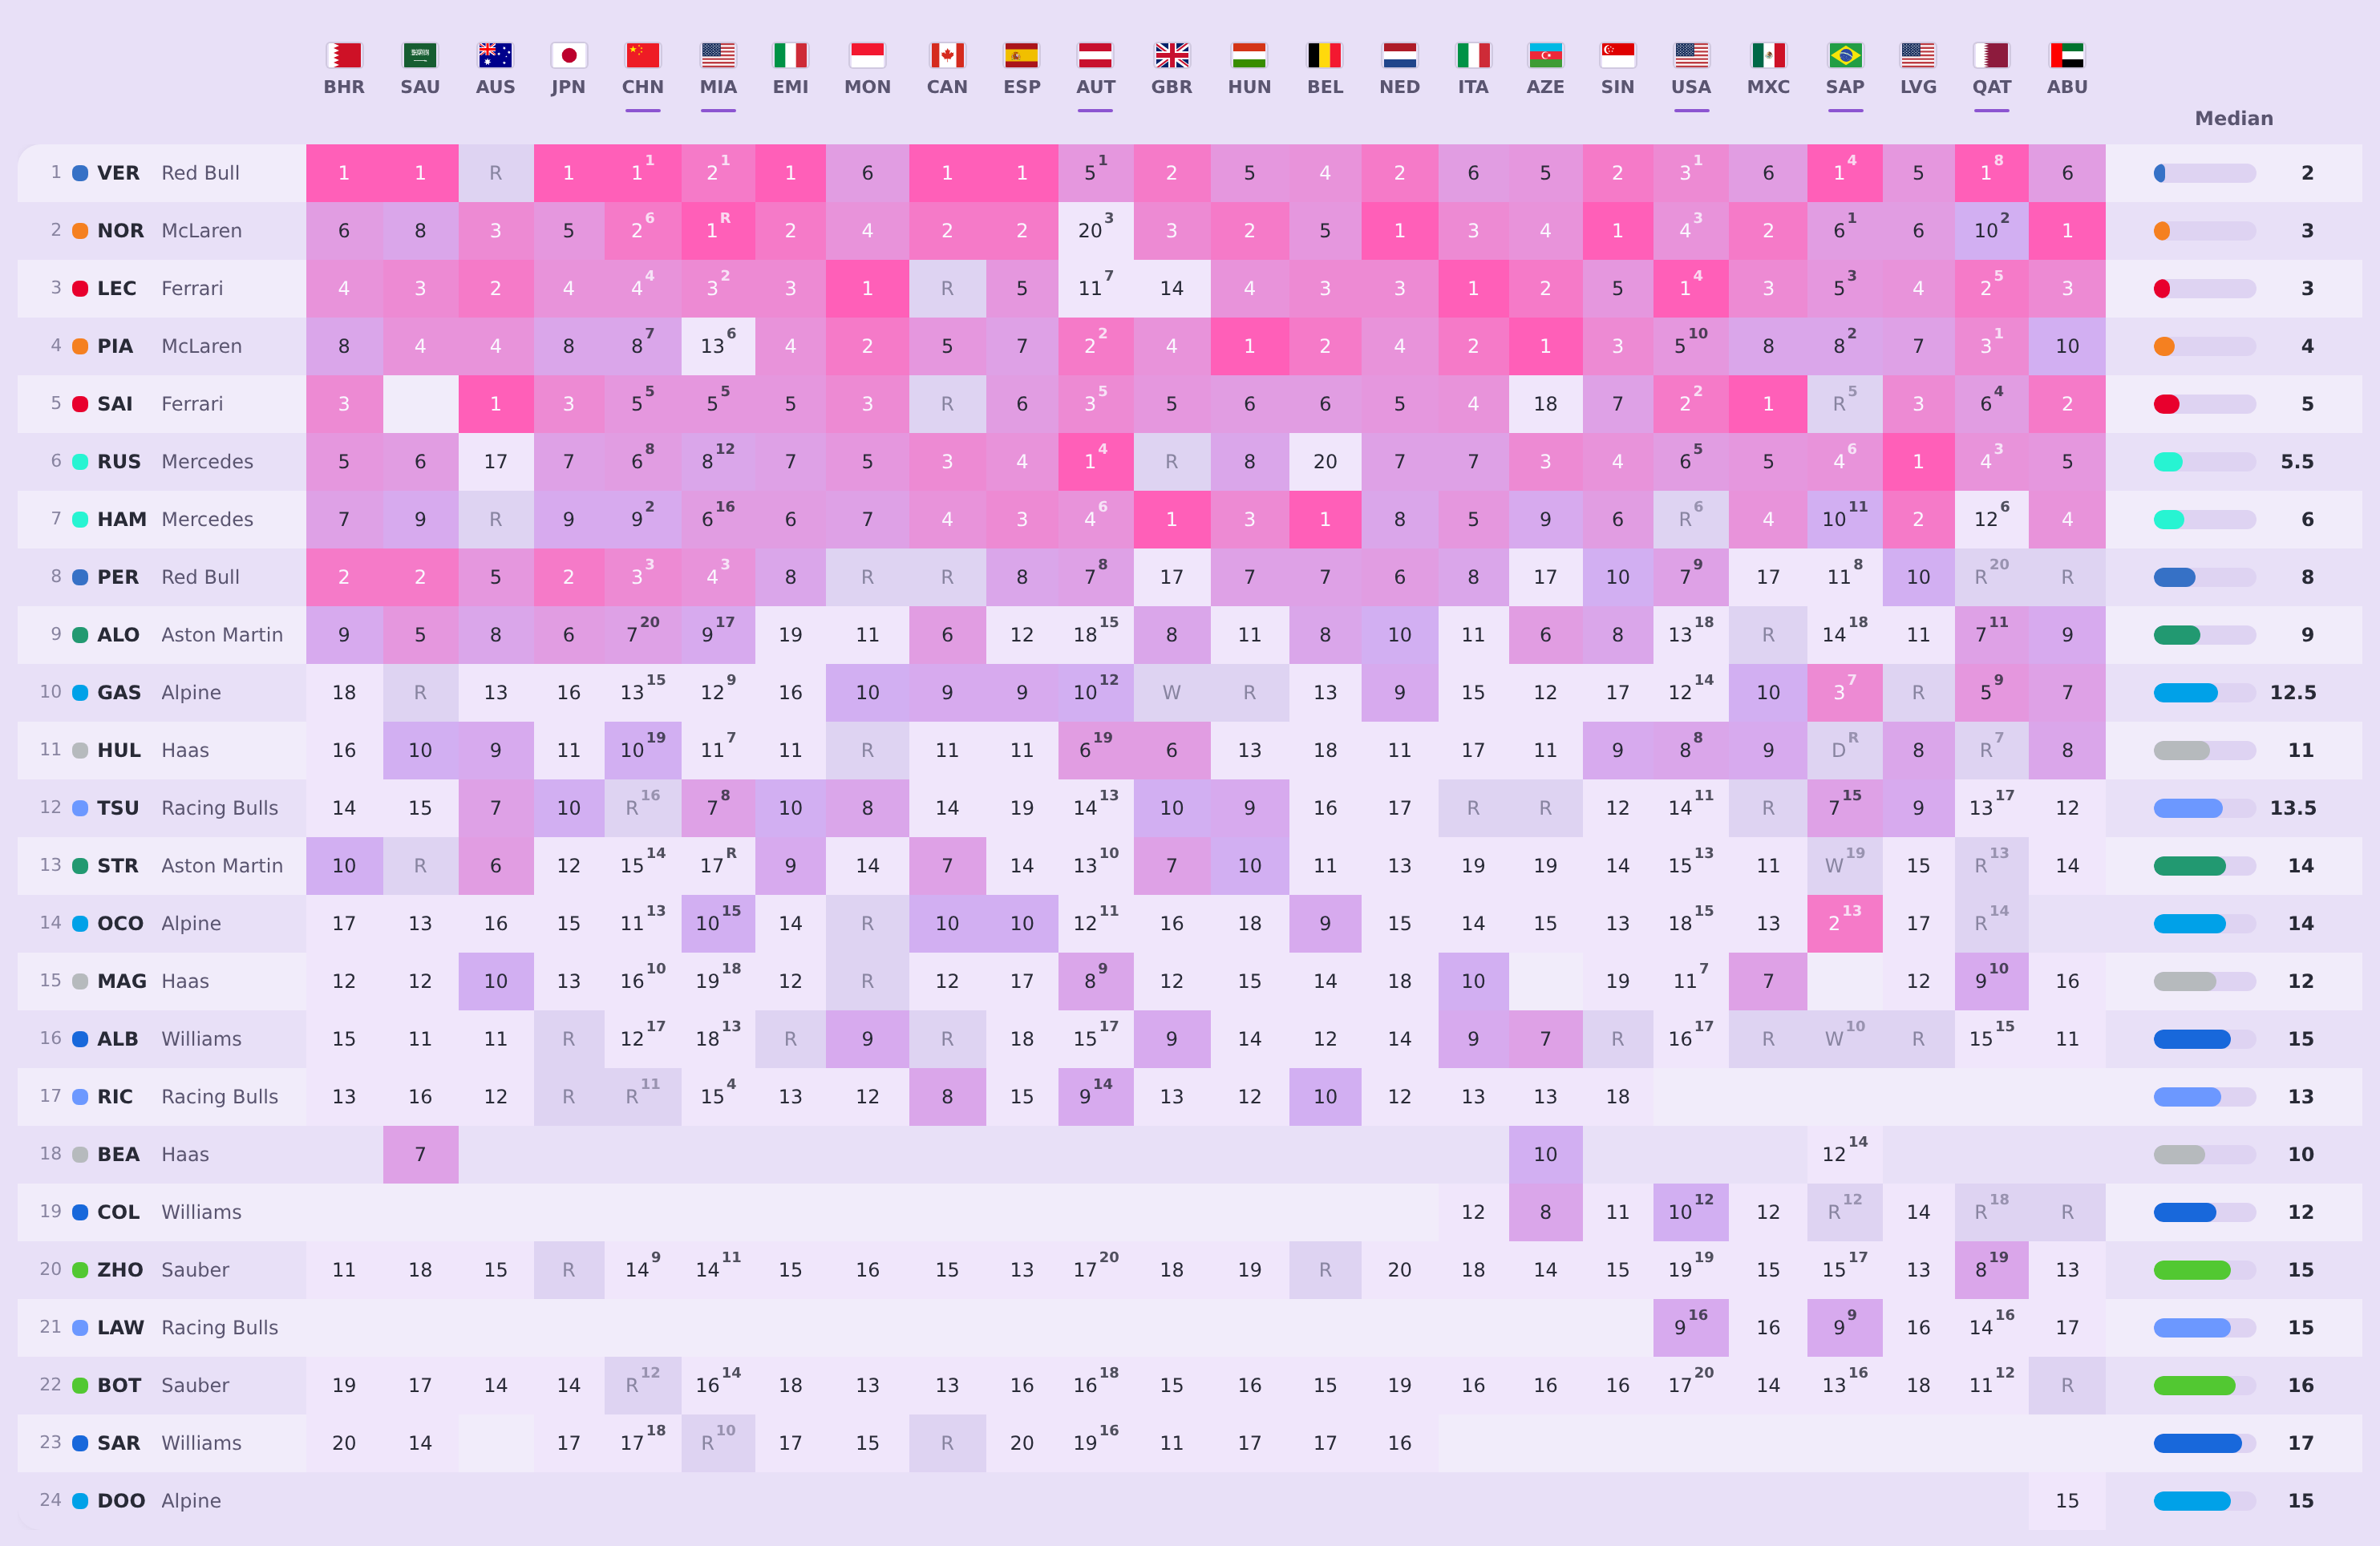 BHR SAU AUS JPN CHN MIA EMI MON CAN ESP AUT GBR HUN BEL NED ITA AZE SIN USA MXC SAP LVG QAT ABU
Median
1 VER Red Bull 1 1 R 1 1 1 2 1 1 6 1 1 5 1 2 5 4 2 6 5 2 3 1 6 1 4 5 1 8 6 2
2 NOR McLaren 6 8 3 5 2 6 1 R 2 4 2 2 20 3 3 2 5 1 3 4 1 4 3 2 6 1 6 10 2 1 3
3 LEC Ferrari 4 3 2 4 4 4 3 2 3 1 R 5 11 7 14 4 3 3 1 2 5 1 4 3 5 3 4 2 5 3 3
4 PIA McLaren 8 4 4 8 8 7 13 6 4 2 5 7 2 2 4 1 2 4 2 1 3 5 10 8 8 2 7 3 1 10 4
5 SAI Ferrari 3 1 3 5 5 5 5 5 3 R 6 3 5 5 6 6 5 4 18 7 2 2 1 R 5 3 6 4 2 5
6 RUS Mercedes 5 6 17 7 6 8 8 12 7 5 3 4 1 4 R 8 20 7 7 3 4 6 5 5 4 6 1 4 3 5 5.5
7 HAM Mercedes 7 9 R 9 9 2 6 16 6 7 4 3 4 6 1 3 1 8 5 9 6 R 6 4 10 11 2 12 6 4 6
8 PER Red Bull 2 2 5 2 3 3 4 3 8 R R 8 7 8 17 7 7 6 8 17 10 7 9 17 11 8 10 R 20 R 8
9 ALO Aston Martin 9 5 8 6 7 20 9 17 19 11 6 12 18 15 8 11 8 10 11 6 8 13 18 R 14 18 11 7 11 9 9
10 GAS Alpine 18 R 13 16 13 15 12 9 16 10 9 9 10 12 W R 13 9 15 12 17 12 14 10 3 7 R 5 9 7 12.5
11 HUL Haas 16 10 9 11 10 19 11 7 11 R 11 11 6 19 6 13 18 11 17 11 9 8 8 9 D R 8 R 7 8 11
12 TSU Racing Bulls 14 15 7 10 R 16 7 8 10 8 14 19 14 13 10 9 16 17 R R 12 14 11 R 7 15 9 13 17 12 13.5
13 STR Aston Martin 10 R 6 12 15 14 17 R 9 14 7 14 13 10 7 10 11 13 19 19 14 15 13 11 W 19 15 R 13 14 14
14 OCO Alpine 17 13 16 15 11 13 10 15 14 R 10 10 12 11 16 18 9 15 14 15 13 18 15 13 2 13 17 R 14 14
15 MAG Haas 12 12 10 13 16 10 19 18 12 R 12 17 8 9 12 15 14 18 10 19 11 7 7 12 9 10 16 12
16 ALB Williams 15 11 11 R 12 17 18 13 R 9 R 18 15 17 9 14 12 14 9 7 R 16 17 R W 10 R 15 15 11 15
17 RIC Racing Bulls 13 16 12 R R 11 15 4 13 12 8 15 9 14 13 12 10 12 13 13 18 13
18 BEA Haas 7 10 12 14 10
19 COL Williams 12 8 11 10 12 12 R 12 14 R 18 R 12
20 ZHO Sauber 11 18 15 R 14 9 14 11 15 16 15 13 17 20 18 19 R 20 18 14 15 19 19 15 15 17 13 8 19 13 15
21 LAW Racing Bulls 9 16 16 9 9 16 14 16 17 15
22 BOT Sauber 19 17 14 14 R 12 16 14 18 13 13 16 16 18 15 16 15 19 16 16 16 17 20 14 13 16 18 11 12 R 16
23 SAR Williams 20 14 17 17 18 R 10 17 15 R 20 19 16 11 17 17 16 17
24 DOO Alpine 15 15